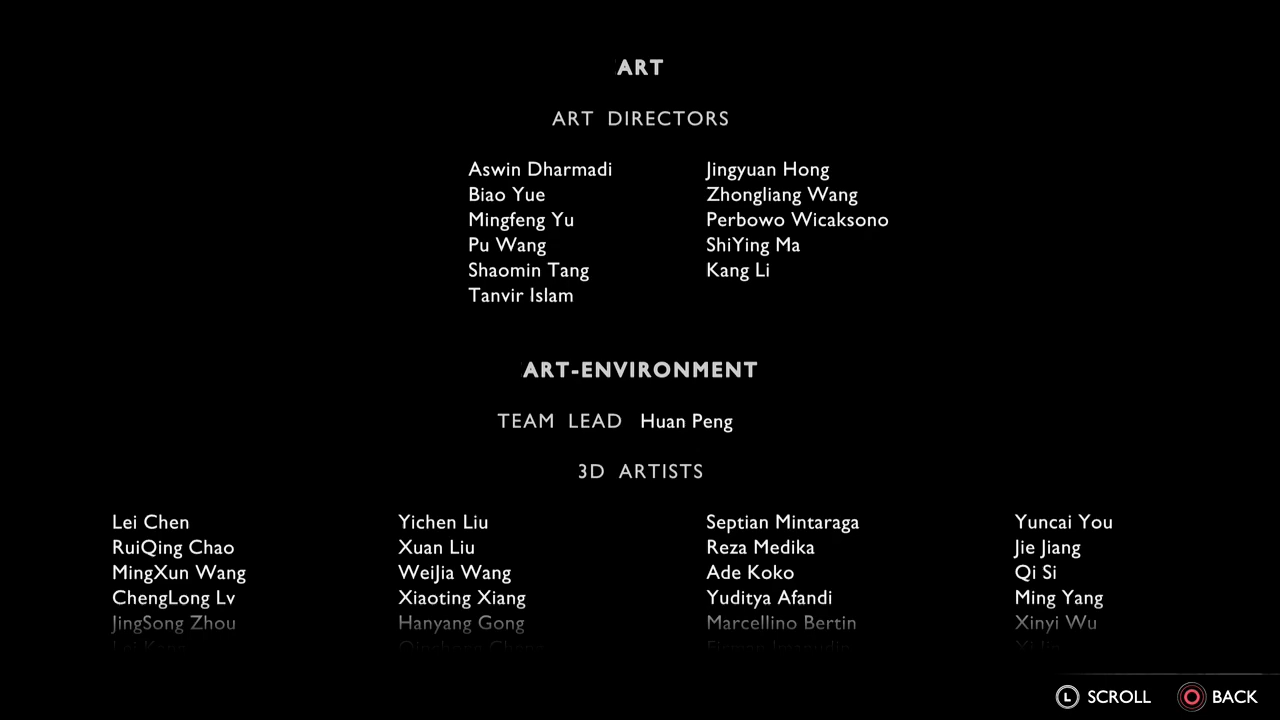 ART
ART DIRECTORS
Aswin Dharmadi Jingyuan Hong
Biao Yue Zhongliang Wang
Mingfeng Yu Perbowo Wicaksono
Pu Wang ShiYing Ma
Shaomin Tang Kang Li
Tanvir Islam
ART-ENVIRONMENT
TEAM LEAD Huan Peng
3D ARTISTS
Lei Chen Yichen Liu Septian Mintaraga Yuncai You
RuiQing Chao Xuan Liu Reza Medika Jie Jiang
MingXun Wang WeiJia Wang Ade Koko Qi Si
ChengLong Lv Xiaoting Xiang Yuditya Afandi Ming Yang
JingSong Zhou Hanyang Gong Marcellino Bertin Xinyi Wu
L SCROLL BACK